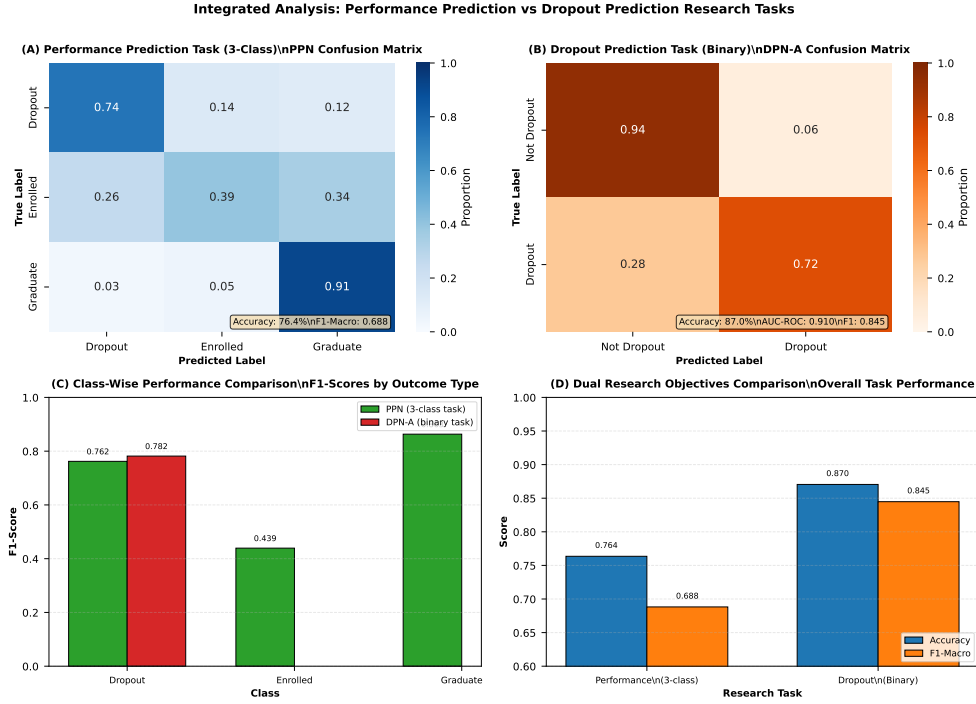 Integrated Analysis: Performance Prediction vs Dropout Prediction Research Tasks
(A) Performance Prediction Task (3-Class)\nPPN Confusion Matrix
True Label
Dropout
Enrolled
Graduate
0.74 0.14 0.12
0.26 0.39 0.34
0.03 0.05 0.91
Accuracy: 76.4%\nF1-Macro: 0.688
Dropout Enrolled Graduate
Predicted Label
1.0
0.8
0.6
0.4
0.2
0.0
Proportion
(B) Dropout Prediction Task (Binary)\nDPN-A Confusion Matrix
True Label
Not Dropout
Dropout
0.94 0.06
0.28 0.72
Accuracy: 87.0%\nAUC-ROC: 0.910\nF1: 0.845
Not Dropout Dropout
Predicted Label
1.0
0.8
0.6
0.4
0.2
0.0
Proportion
(C) Class-Wise Performance Comparison\nF1-Scores by Outcome Type
F1-Score
1.0
0.8
0.6
0.4
0.2
0.0
PPN (3-class task)
DPN-A (binary task)
0.762
0.782
0.439
Dropout Enrolled Graduate
Class
(D) Dual Research Objectives Comparison\nOverall Task Performance
Score
1.00
0.95
0.90
0.85
0.80
0.75
0.70
0.65
0.60
0.764
0.688
0.870
0.845
Accuracy
F1-Macro
Performance\n(3-class) Dropout\n(Binary)
Research Task